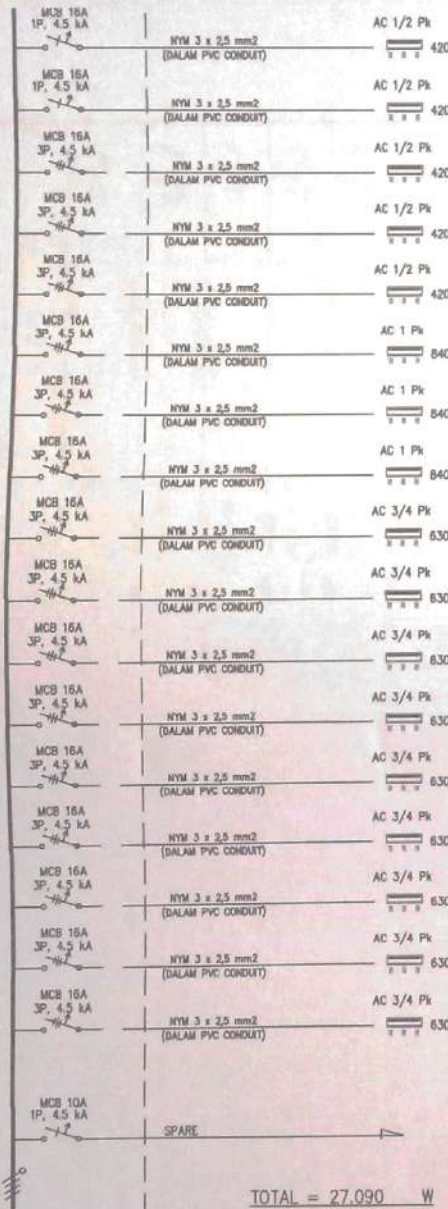 MCB 16A
1P, 4.5 kA
NYM 3 x 2,5 mm2
(DALAM PVC CONDUIT)
AC 1/2 Pk
420
MCB 16A
1P, 4.5 kA
NYM 3 x 2,5 mm2
(DALAM PVC CONDUIT)
AC 1/2 Pk
420
MCB 16A
3P, 4.5 kA
NYM 3 x 2,5 mm2
(DALAM PVC CONDUIT)
AC 1/2 Pk
420
MCB 16A
3P, 4.5 kA
NYM 3 x 2,5 mm2
(DALAM PVC CONDUIT)
AC 1/2 Pk
420
MCB 16A
3P, 4.5 kA
NYM 3 x 2,5 mm2
(DALAM PVC CONDUIT)
AC 1/2 Pk
420
MCB 16A
3P, 4.5 kA
NYM 3 x 2,5 mm2
(DALAM PVC CONDUIT)
AC 1 Pk
840
MCB 16A
3P, 4.5 kA
NYM 3 x 2,5 mm2
(DALAM PVC CONDUIT)
AC 1 Pk
840
MCB 16A
3P, 4.5 kA
NYM 3 x 2,5 mm2
(DALAM PVC CONDUIT)
AC 1 Pk
840
MCB 16A
3P, 4.5 kA
NYM 3 x 2,5 mm2
(DALAM PVC CONDUIT)
AC 3/4 Pk
630
MCB 16A
3P, 4.5 kA
NYM 3 x 2,5 mm2
(DALAM PVC CONDUIT)
AC 3/4 Pk
630
MCB 16A
3P, 4.5 kA
NYM 3 x 2,5 mm2
(DALAM PVC CONDUIT)
AC 3/4 Pk
630
MCB 16A
3P, 4.5 kA
NYM 3 x 2,5 mm2
(DALAM PVC CONDUIT)
AC 3/4 Pk
630
MCB 16A
3P, 4.5 kA
NYM 3 x 2,5 mm2
(DALAM PVC CONDUIT)
AC 3/4 Pk
630
MCB 16A
3P, 4.5 kA
NYM 3 x 2,5 mm2
(DALAM PVC CONDUIT)
AC 3/4 Pk
630
MCB 16A
3P, 4.5 kA
NYM 3 x 2,5 mm2
(DALAM PVC CONDUIT)
AC 3/4 Pk
630
MCB 16A
3P, 4.5 kA
NYM 3 x 2,5 mm2
(DALAM PVC CONDUIT)
AC 3/4 Pk
630
MCB 16A
3P, 4.5 kA
NYM 3 x 2,5 mm2
(DALAM PVC CONDUIT)
AC 3/4 Pk
630
MCB 10A
1P, 4.5 kA
SPARE
TOTAL = 27.090 W